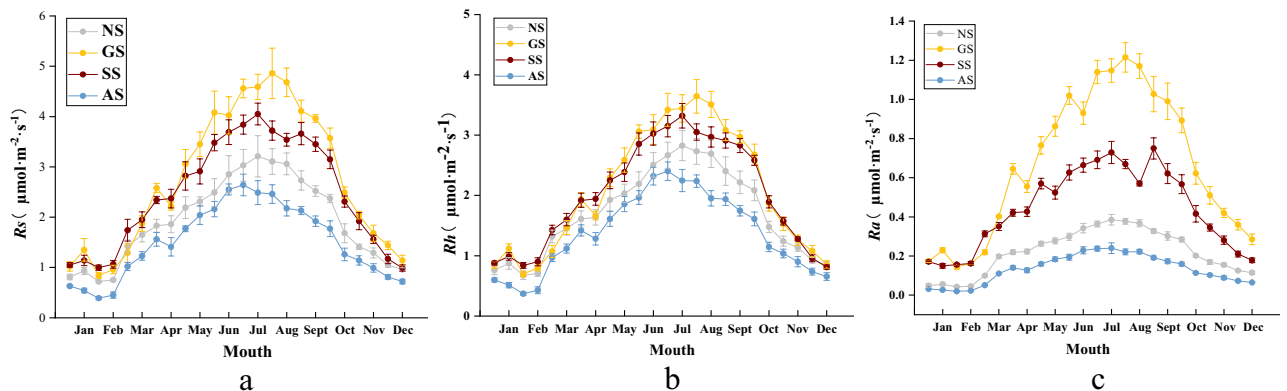 6
5
4
3
2
1
0
Rs( μmol·m⁻²·s⁻¹)
NS
GS
SS
AS
Jan Feb Mar Apr May Jun Jul Aug Sept Oct Nov Dec
Mouth
a
5
4
3
2
1
0
Rh( μmol·m⁻²·s⁻¹)
NS
GS
SS
AS
Jan Feb Mar Apr May Jun Jul Aug Sept Oct Nov Dec
Mouth
b
1.4
1.2
1.0
0.8
0.6
0.4
0.2
0.0
Ra( μmol·m⁻²·s⁻¹)
NS
GS
SS
AS
Jan Feb Mar Apr May Jun Jul Aug Sept Oct Nov Dec
Mouth
c